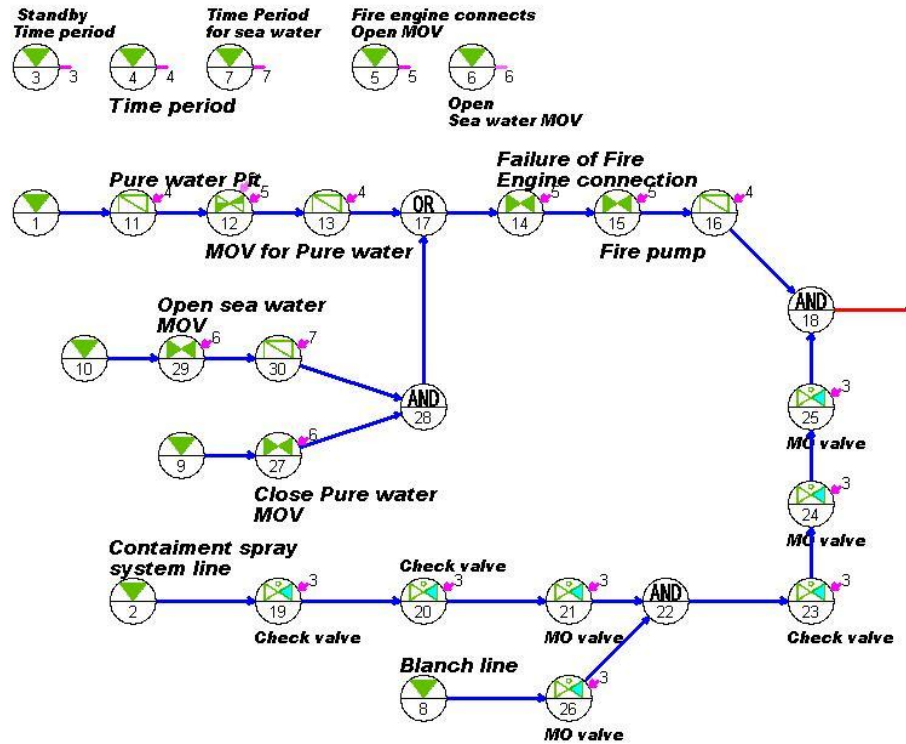 Standby
Time period
Time Period
for sea water
Fire engine connects
Open MOV
3 3
4 4
7 7
5 5
6 6
Time period
Open
Sea water MOV
Pure water Pit
Failure of Fire
Engine connection
1
11 4
12 5
13 4
OR
17
14 5
15 5
16 4
MOV for Pure water
Fire pump
Open sea water
MOV
AND
18
10
29 6
30 7
AND
28
25 3
MO valve
9
27 6
Close Pure water
MOV
24 3
MO valve
Contaiment spray
system line
Check valve
2
19 3
20 3
21 3
AND
22
23 3
Check valve
MO valve
Check valve
Blanch line
8
26 3
MO valve